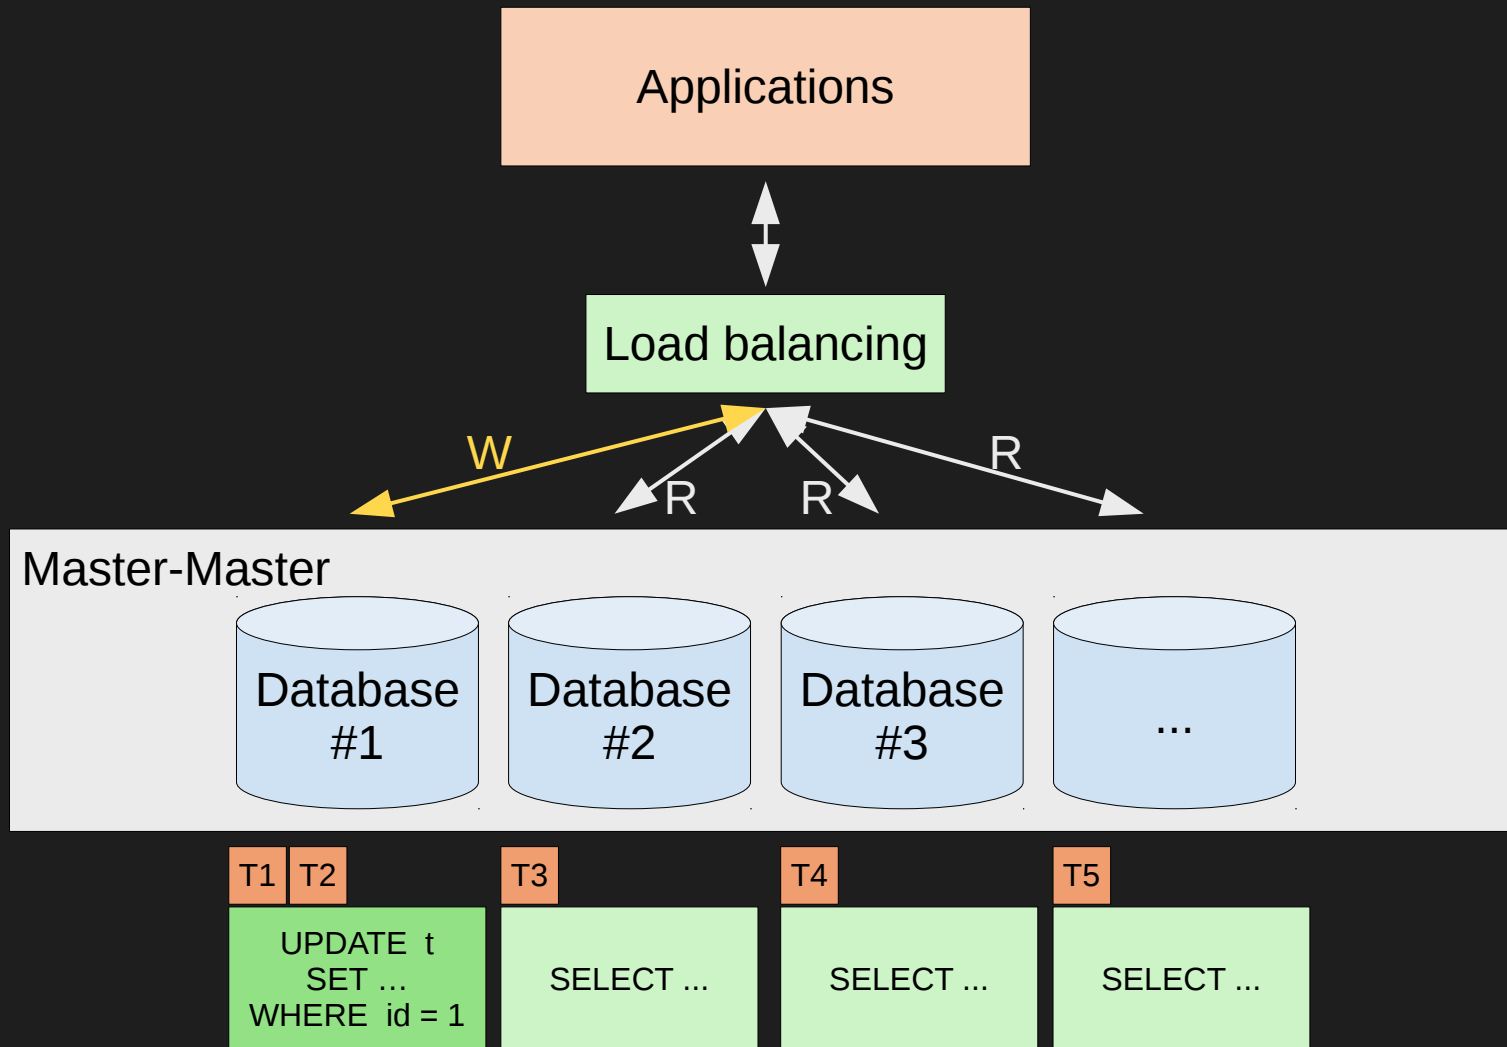 Applications
Load balancing
W
R
R
R
Master-Master
Database
#1
Database
#2
Database
#3
...
T1
T2
T3
T4
T5
UPDATE t
SET ...
WHERE id = 1
SELECT ...
SELECT ...
SELECT ...